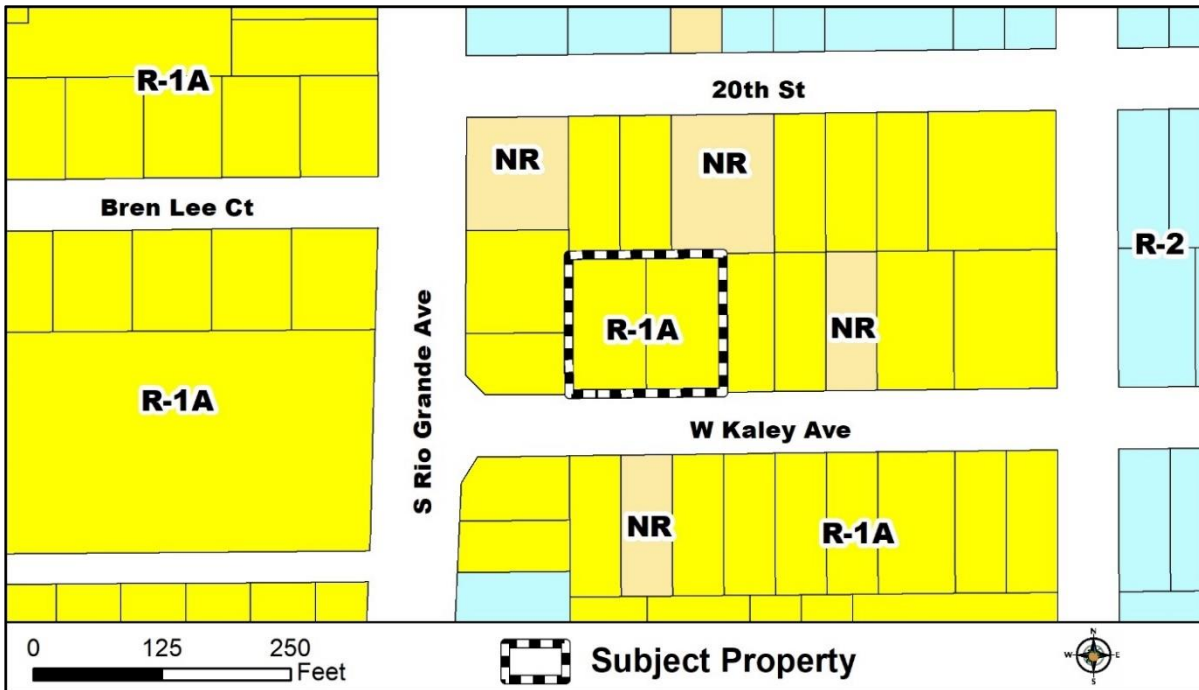 R-1A
20th St
NR
NR
Bren Lee Ct
R-2
S Rio Grande Ave
R-1A
NR
R-1A
W Kaley Ave
NR
R-1A
0
125
250
Feet
Subject Property
N
W
E
S